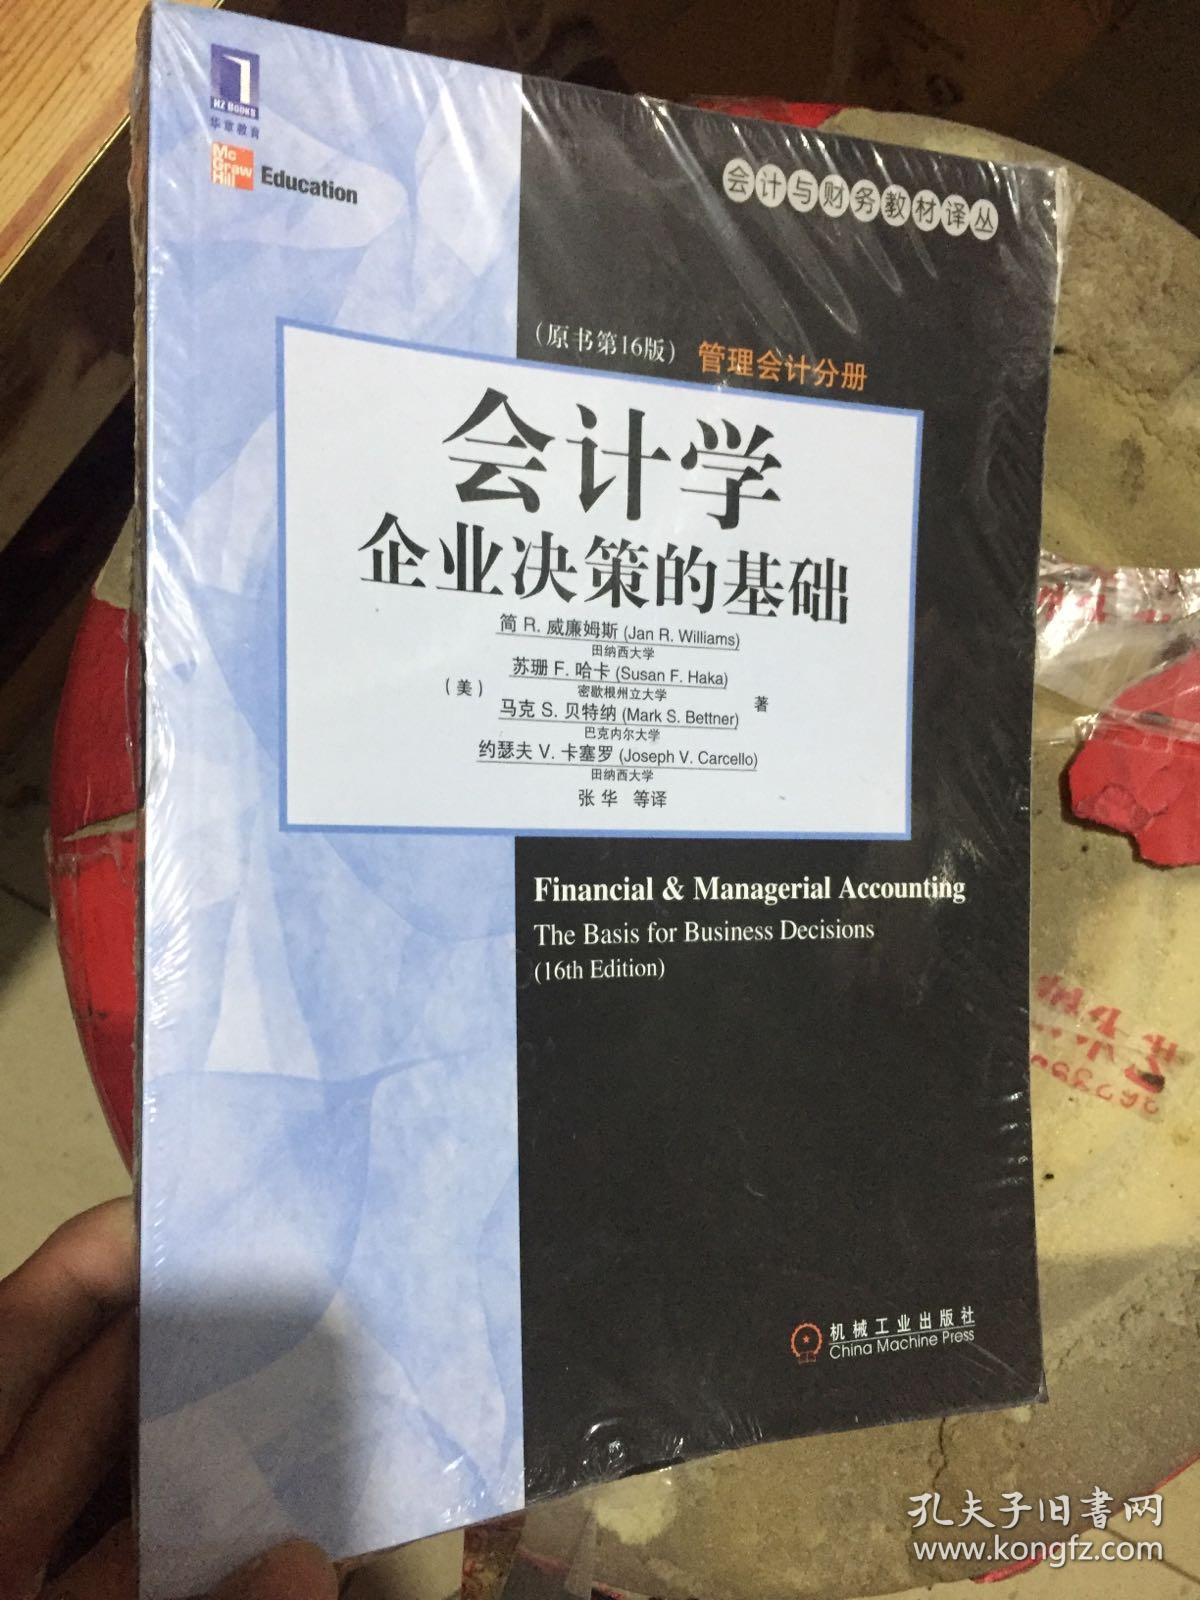 HZ BOOKS
华章教育
Mc
Graw
Hill
Education
会计与财务教材译丛
(原书第16版) 管理会计分册
会计学
企业决策的基础
简 R. 威廉姆斯 (Jan R. Williams)
田纳西大学
苏珊 F. 哈卡 (Susan F. Haka)
密歇根州立大学
(美)
著
马克 S. 贝特纳 (Mark S. Bettner)
巴克内尔大学
约瑟夫 V. 卡塞罗 (Joseph V. Carcello)
田纳西大学
张华 等译
Financial & Managerial Accounting
The Basis for Business Decisions
(16th Edition)
机械工业出版社
China Machine Press
孔夫子旧书网
www.kongfz.com